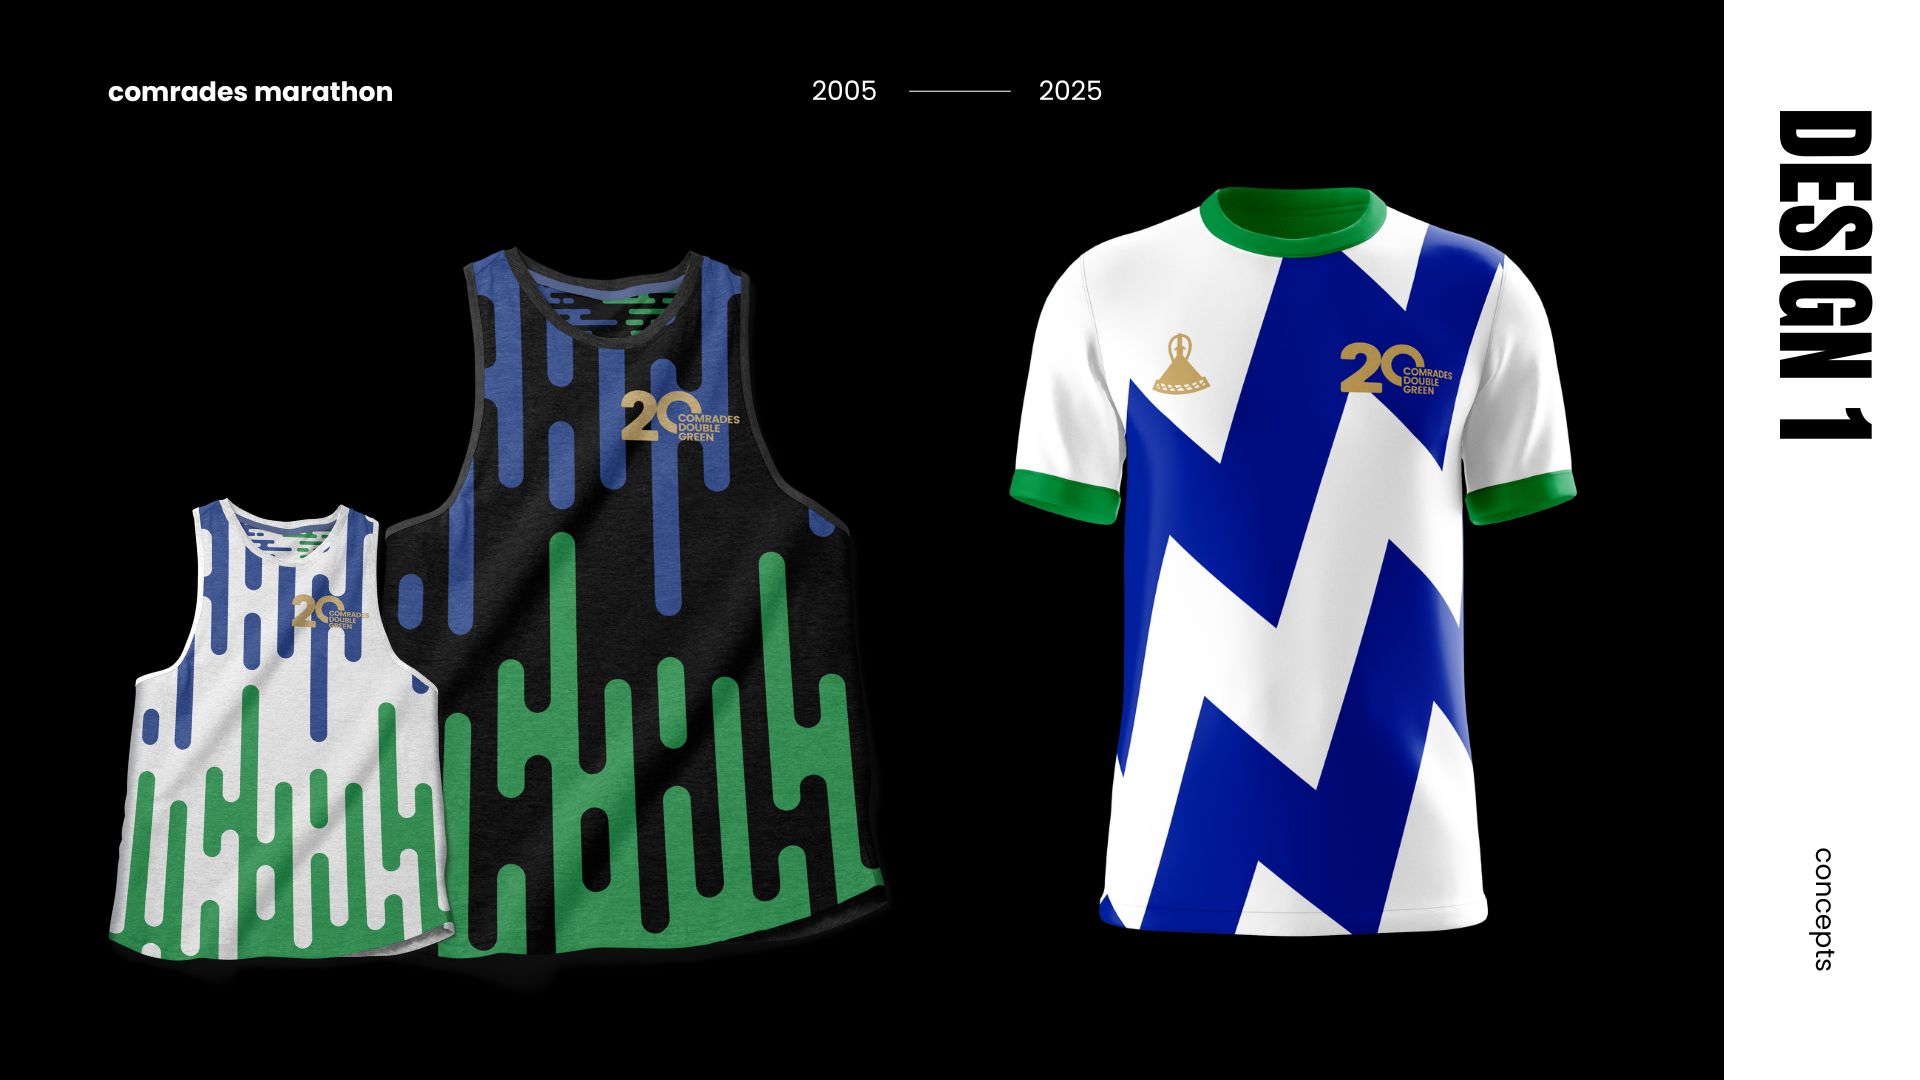 comrades marathon
2005
2025
DESIGN 1
20
COMRADES
DOUBLE
GREEN
20
COMRADES
DOUBLE
GREEN
20
COMRADES
DOUBLE
GREEN
concepts